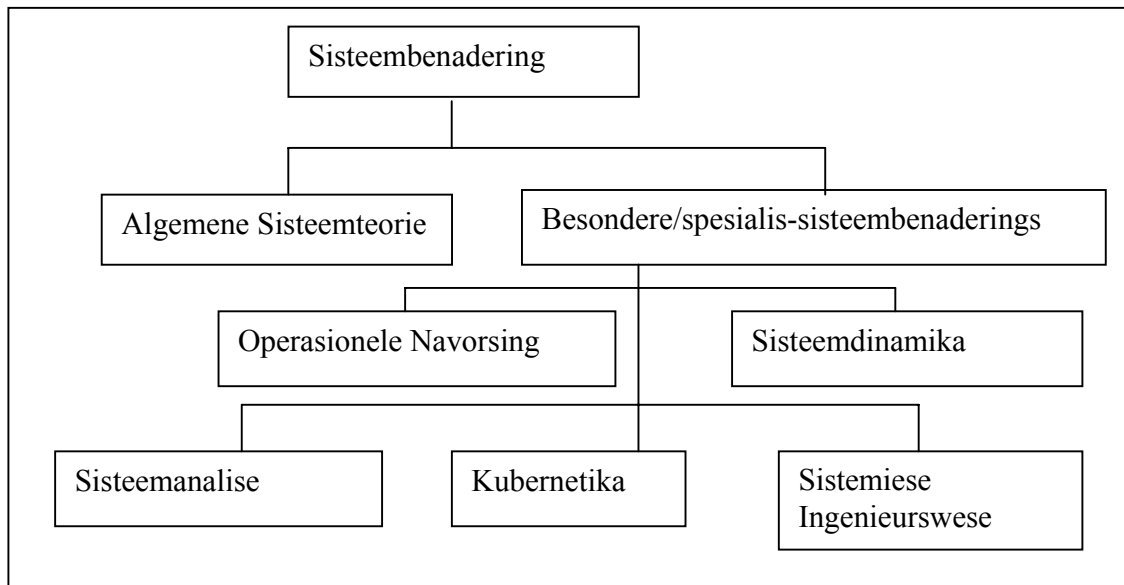 Sisteembenadering
Algemene Sisteemteorie
Besondere/spesialis-sisteembenaderings
Operasionele Navorsing
Sisteemdinamika
Sisteemanalise
Kubernetika
Sistemiese
Ingenieurswese